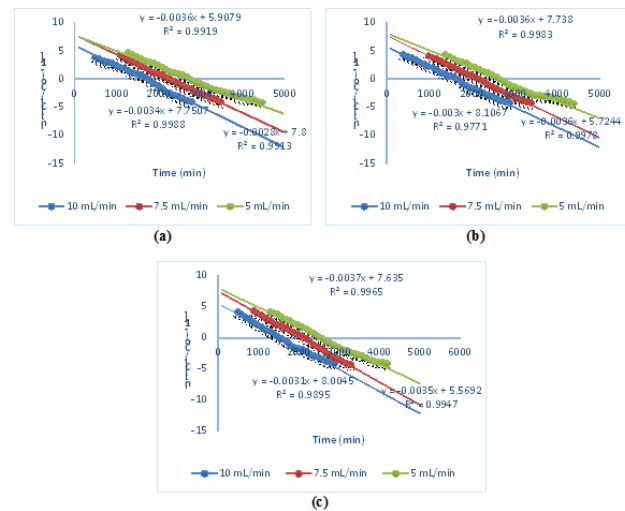 y = -0.0036x + 5.9079
R² = 0.9919
10
5
0
-5
-10
-15
0
1000
2000
3000
4000
5000
y = -0.0034x + 7.7507
R² = 0.9988
-0.0028x + 7.8
R² = 0.9913
Time (min)
10 mL/min
7.5 mL/min
5 mL/min
(a)
y = -0.0036x + 7.738
R² = 0.9983
10
5
0
-5
-10
-15
0
1000
2000
3000
4000
5000
y = -0.003x + 8.1067
R² = 0.9771
-0.0036x + 5.7244
R² = 0.9978
Time (min)
10 mL/min
7.5 mL/min
5 mL/min
(b)
y = -0.0037x + 7.635
R² = 0.9965
10
5
0
-5
-10
-15
0
1000
2000
3000
4000
5000
6000
y = -0.0031x + 8.0045
R² = 0.9895
-0.0035x + 5.5692
R² = 0.9947
Time (min)
10 mL/min
7.5 mL/min
5 mL/min
(c)